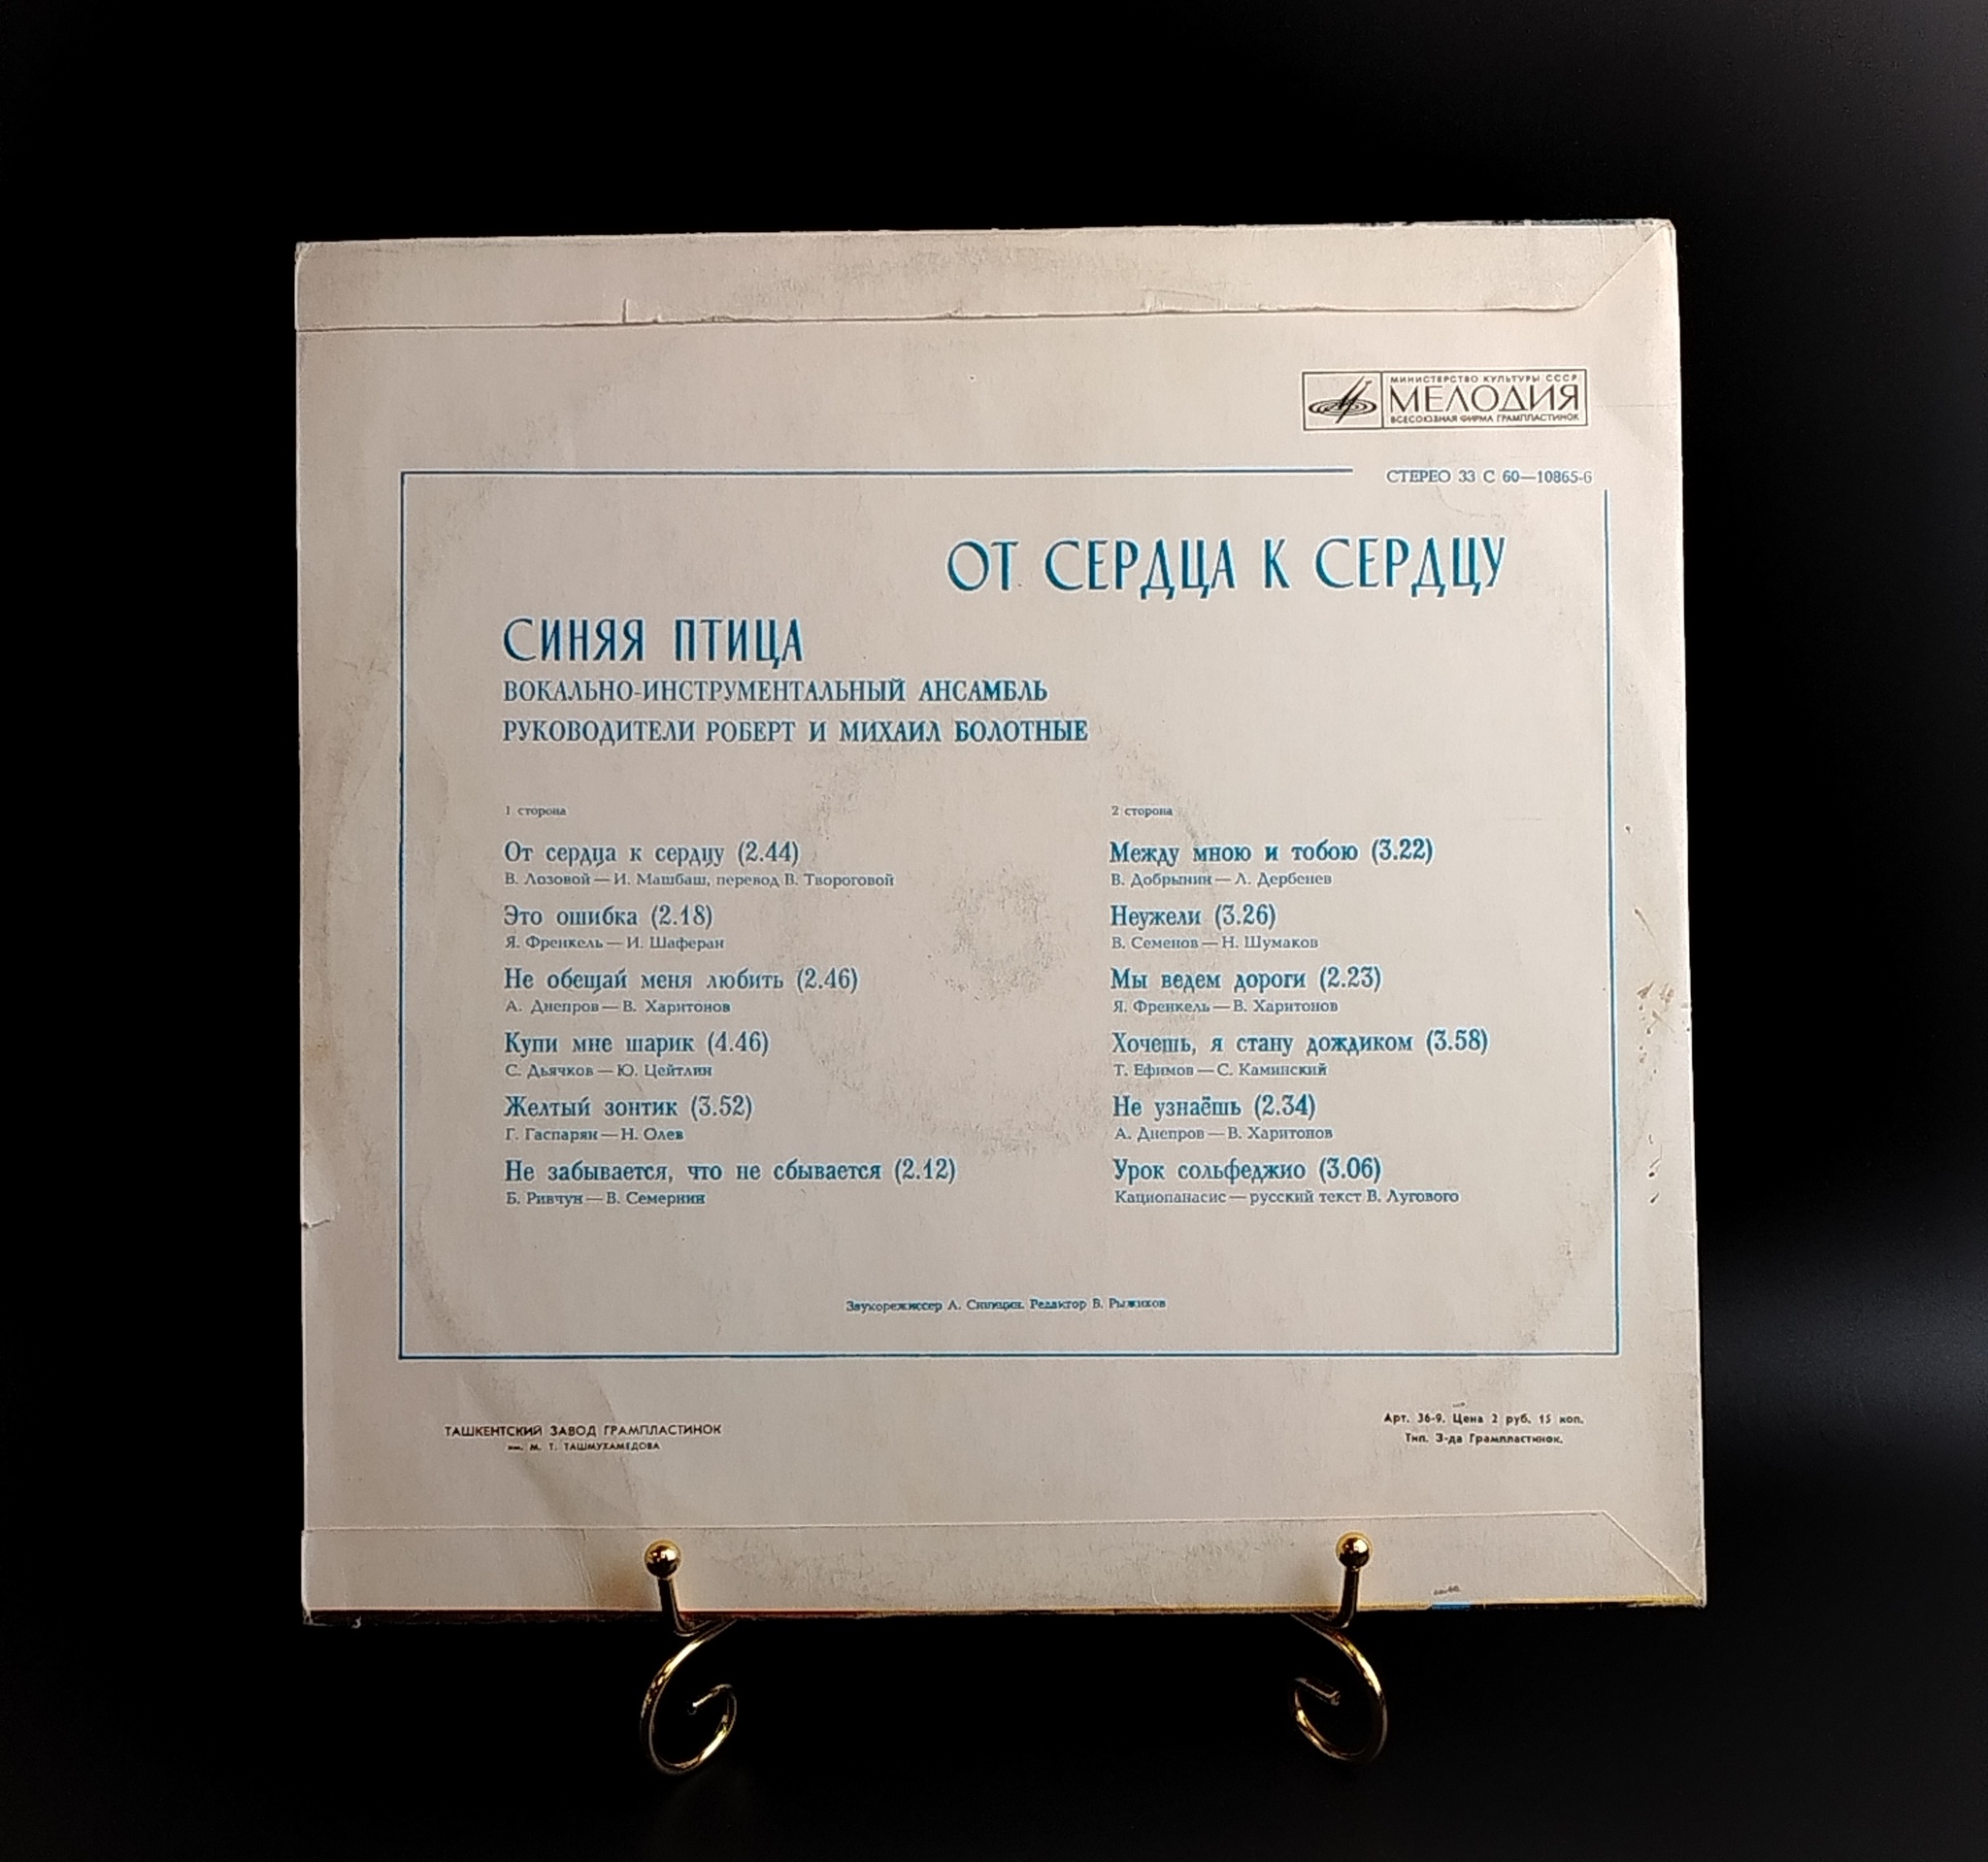 МИНИСТЕРСТВО КУЛЬТУРЫ СССР
МЕЛОДИЯ
ВСЕСОЮЗНАЯ ФИРМА ГРАМПЛАСТИНОК
СТЕРЕО 33 С 60—10865-6
ОТ СЕРДЦА К СЕРДЦУ
СИНЯЯ ПТИЦА
ВОКАЛЬНО-ИНСТРУМЕНТАЛЬНЫЙ АНСАМБЛЬ
РУКОВОДИТЕЛИ РОБЕРТ И МИХАИЛ БОЛОТНЫЕ
1 сторона
От сердца к сердцу (2.44)
В. Лозовой — И. Машбаш, перевод В. Твороговой
Это ошибка (2.18)
Я. Френкель — И. Шаферан
Не обещай меня любить (2.46)
А. Днепров — В. Харитонов
Купи мне шарик (4.46)
С. Дьячков — Ю. Цейтлин
Желтый зонтик (3.52)
Г. Гаспарян — Н. Олев
Не забывается, что не сбывается (2.12)
Б. Ривчун — В. Семернин
2 сторона
Между мною и тобою (3.22)
В. Добрынин — Л. Дербенев
Неужели (3.26)
В. Семенов — Н. Шумаков
Мы ведем дороги (2.23)
Я. Френкель — В. Харитонов
Хочешь, я стану дождиком (3.58)
Т. Ефимов — С. Каминский
Не узнаёшь (2.34)
А. Днепров — В. Харитонов
Урок сольфеджио (3.06)
Кациопанасис — русский текст В. Лугового
Звукорежиссер А. Редактор В. Рыжиков
ТАШКЕНТСКИЙ ЗАВОД ГРАМПЛАСТИНОК
им. М. Т. ТАШМУХАМЕДОВА
Арт. 36-9. Цена 2 руб. 15 коп.
Тип. З-да Грампластинок.